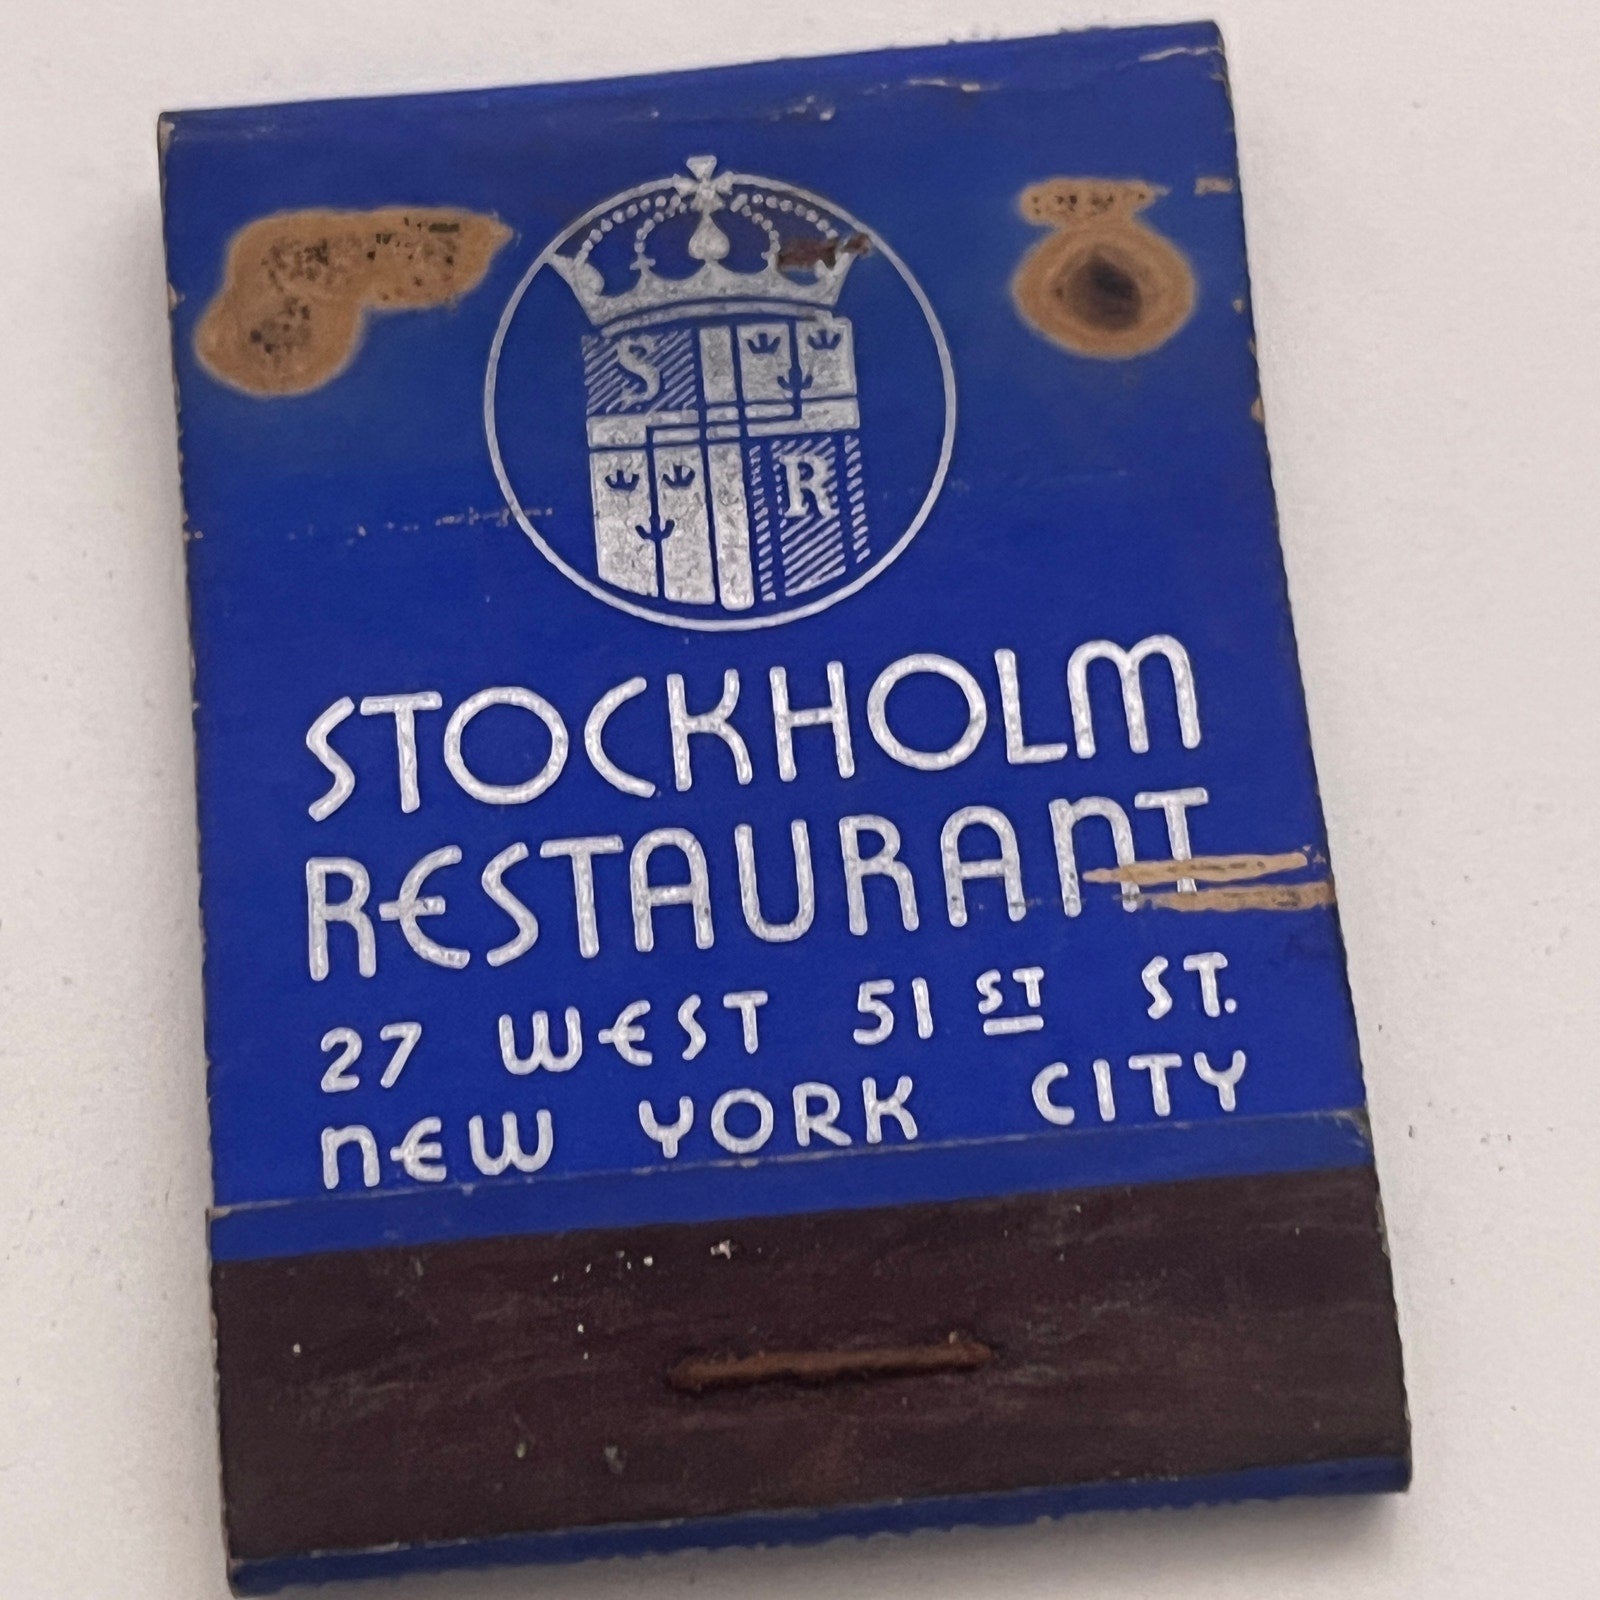 S
R
STOCKHOLM
RESTAURANT
27 WEST 51ST ST.
NEW YORK CITY